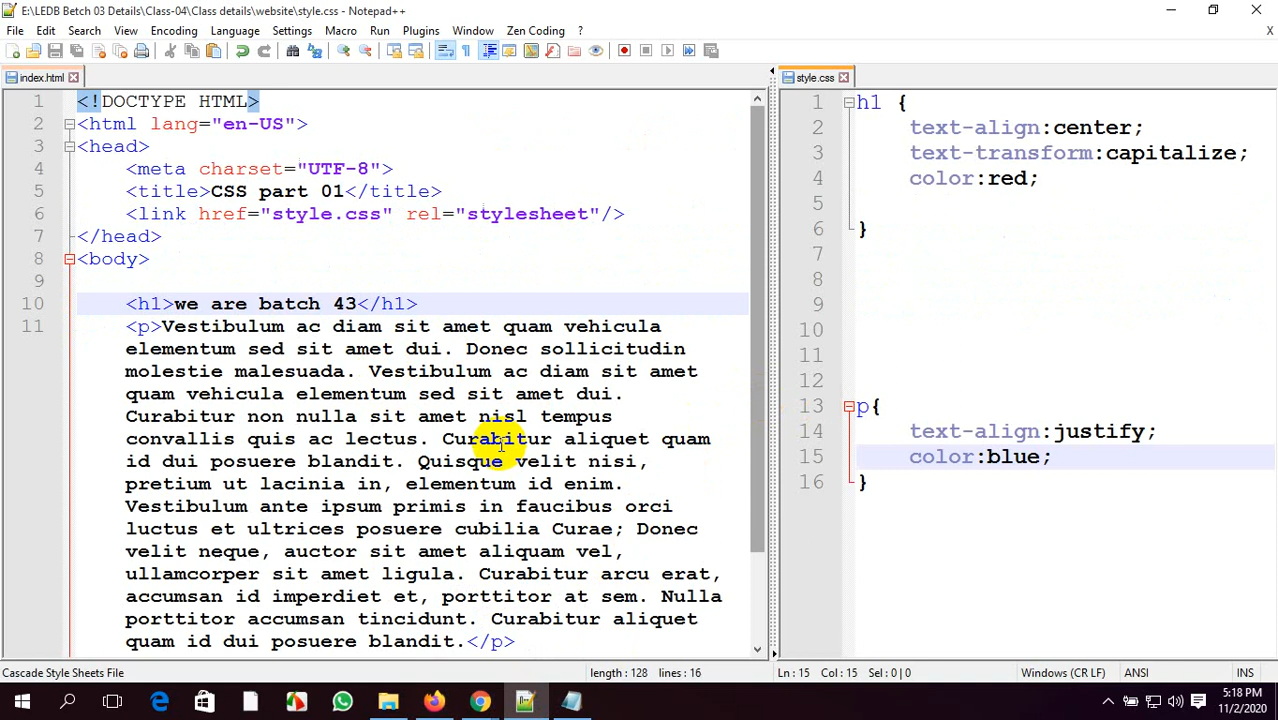 E:\LEDB Betch 03 Details\Class-04\Class details\website\style.css - Notepad++
File Edit Search View Encoding Language Settings Macro Run Plugins Window Zen Coding ? X
index.html
1 <!DOCTYPE HTML>
2 <html lang="en-US">
3 <head>
4 <meta charset="UTF-8">
5 <title>CSS part 01</title>
6 <link href="style.css" rel="stylesheet"/>
7 </head>
8 <body>
9
10 <h1>we are batch 43</h1>
11 <p>Vestibulum ac diam sit amet quam vehicula
elementum sed sit amet dui. Donec sollicitudin
molestie malesuada. Vestibulum ac diam sit amet
quam vehicula elementum sed sit amet dui.
Curabitur non nulla sit amet nisl tempus
convallis quis ac lectus. Curabitur aliquet quam
id dui posuere blandit. Quisque velit nisi,
pretium ut lacinia in, elementum id enim.
Vestibulum ante ipsum primis in faucibus orci
luctus et ultrices posuere cubilia Curae; Donec
velit neque, auctor sit amet aliquam vel,
ullamcorper sit amet ligula. Curabitur arcu erat,
accumsan id imperdiet et, porttitor at sem. Nulla
porttitor accumsan tincidunt. Curabitur aliquet
quam id dui posuere blandit.</p>
style.css
1 h1 {
2 text-align:center;
3 text-transform:capitalize;
4 color:red;
5
6 }
7
8
9
10
11
12
13 p{
14 text-align:justify;
15 color:blue;
16 }
Cascade Style Sheets File length : 128 lines : 16 Ln : 15 Col : 15 Sel : 0 | 0 Windows (CR LF) ANSI INS
5:18 PM
11/2/2020